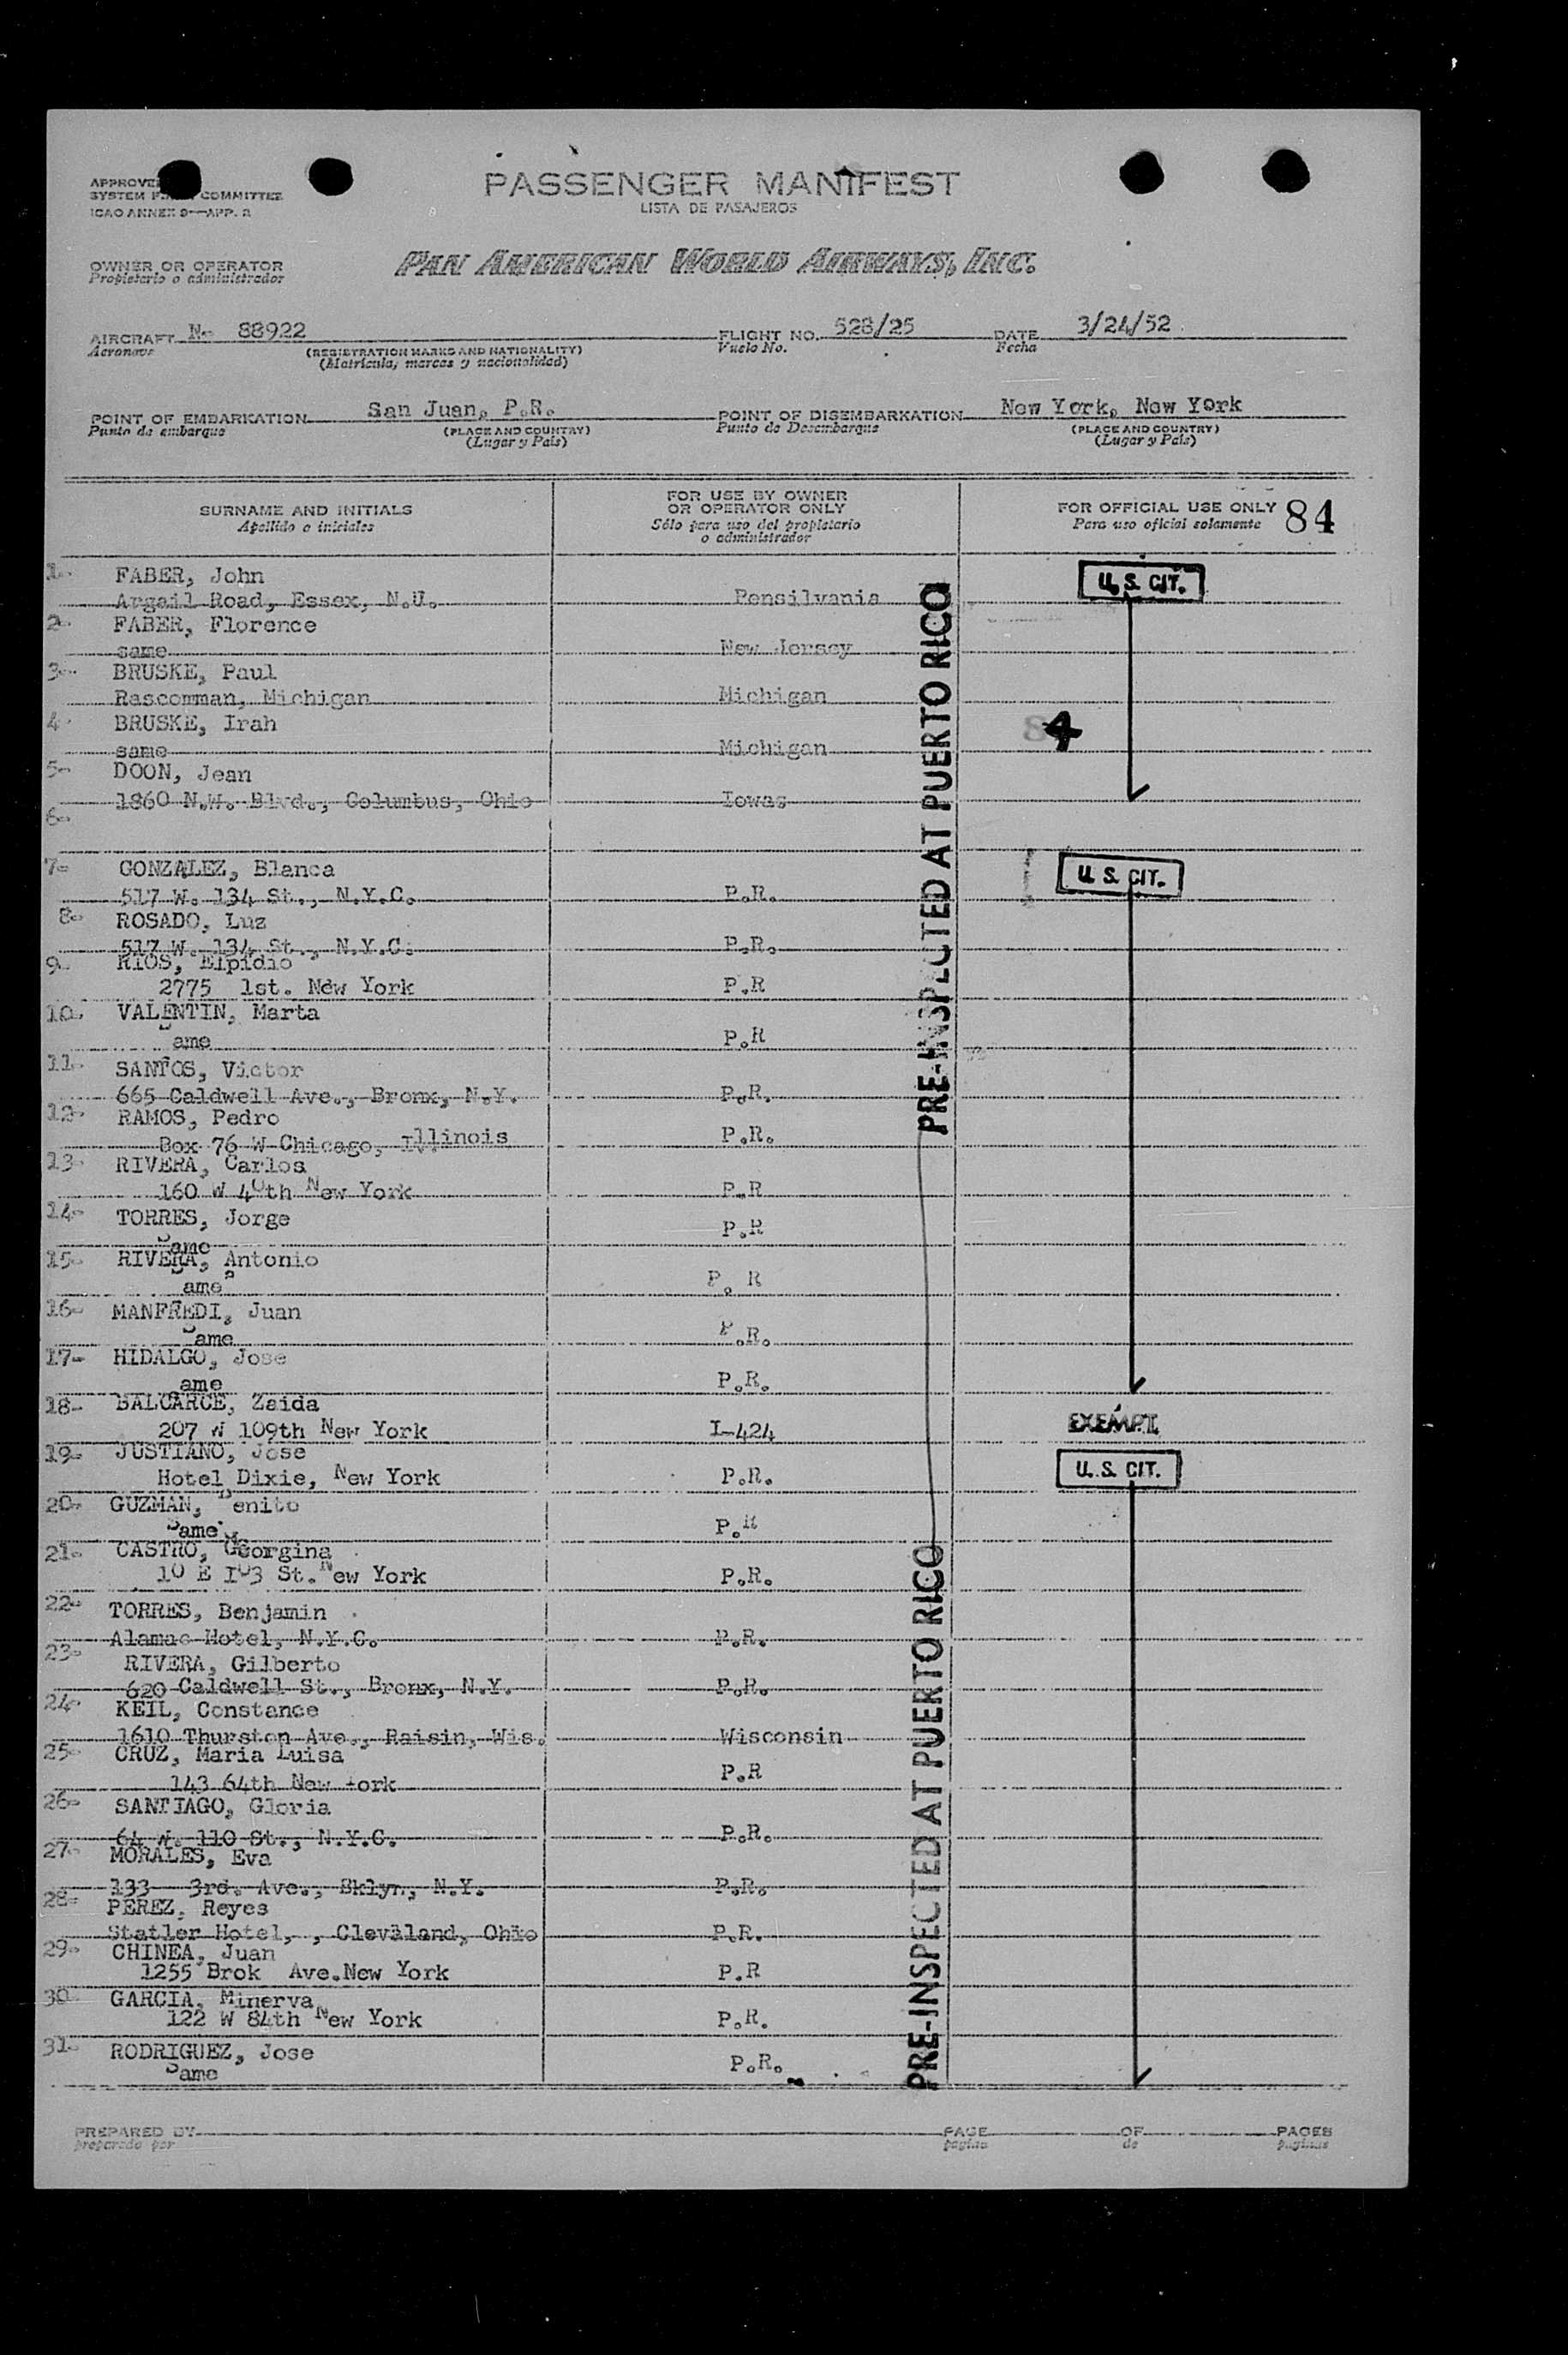 PASSENGER MANIFEST
LISTA DE PASAJEROS
SYSTEM COMMITTEE
ICAO ANNEX 9—APP. 2
OWNER OR OPERATOR
Propietario o administrador
PAN AMERICAN WORLD AIRWAYS, INC.
AIRCRAFT N- 88922 FLIGHT NO. 528/25 DATE 3/24/52
Aeronave (REGISTRATION MARKS AND NATIONALITY) Vuelo No. Fecha
(Matrícula, marcas y nacionalidad)
POINT OF EMBARKATION San Juan, P.R. POINT OF DISEMBARKATION New York, New York
Punto de embarque (PLACE AND COUNTRY) Punto de Desembarque (PLACE AND COUNTRY)
(Lugar y País) (Lugar y País)
SURNAME AND INITIALS FOR USE BY OWNER OR OPERATOR ONLY FOR OFFICIAL USE ONLY 84
Apellido e iniciales Sólo para uso del propietario o administrador Para uso oficial solamente
PRE-INSPECTED AT PUERTO RICO
1- FABER, John U.S. CIT.
Argail Road, Essex, N.U. Pensilvania
2- FABER, Florence
same New Jersey
3- BRUSKE, Paul
Rascomman, Michigan Michigan
4- BRUSKE, Irah 84
same Michigan
5- DOON, Jean
1860 N.W. Blvd., Columbus, Ohio Iowas
6-
7- GONZALEZ, Blanca U.S. CIT.
517 W. 134 St., N.Y.C. P.R.
8- ROSADO, Luz
517 W. 134 St., N.Y.C. P.R.
9- RIOS, Elpidio
2775 1st. New York P.R
10- VALENTIN, Marta
Same P.R
11- SANTOS, Victor
665 Caldwell Ave., Bronx, N.Y. P.R.
12- RAMOS, Pedro
Box 76 W Chicago, Illinois P.R.
13- RIVERA, Carlos
160 W 40th New York P.R
14- TORRES, Jorge
Same P.R
15- RIVERA, Antonio
Same P. R
16- MANFREDI, Juan
Same P.R.
17- HIDALGO, Jose
Same P.R.
18- BALCARCE, Zaida EXEMPT
207 W 109th New York I-424
19- JUSTIANO, Jose U.S. CIT.
Hotel Dixie, New York P.R.
20- GUZMAN, Benito
Same P.R
21- CASTRO, Georgina
10 E I03 St. New York P.R.
22- TORRES, Benjamin
Alamac Hotel, N.Y.C. P.R.
23- RIVERA, Gilberto
620 Caldwell St., Bronx, N.Y. P.R.
24- KEIL, Constance
1610 Thurston Ave., Raisin, Wis. Wisconsin
25- CRUZ, Maria Luisa
143 64th New York P.R
26- SANTIAGO, Gloria
64 W. 110 St., N.Y.C. P.R.
27- MORALES, Eva
133 3rd. Ave., Bklyn, N.Y. P.R.
28- PEREZ, Reyes
Statler Hotel, , Cleväland, Ohio P.R.
29- CHINEA, Juan
1255 Brok Ave.New York P.R
30- GARCIA, Minerva
122 W 84th New York P.R.
31- RODRIGUEZ, Jose
Same P.R.
PRE-INSPECTED AT PUERTO RICO
PREPARED BY PAGE OF PAGES
preparado por página de páginas